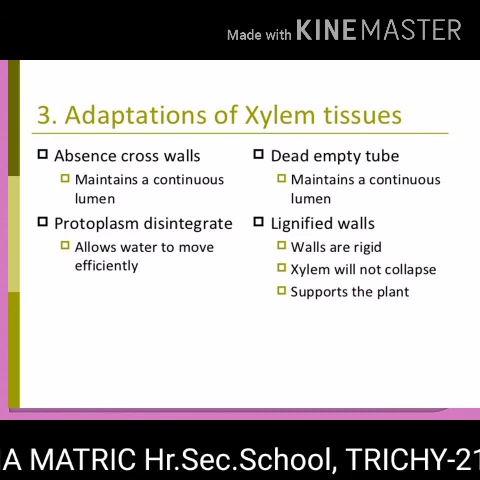 Made with KINEMASTER
3. Adaptations of Xylem tissues
Absence cross walls
Maintains a continuous
lumen
Protoplasm disintegrate
Allows water to move
efficiently
Dead empty tube
Maintains a continuous
lumen
Lignified walls
Walls are rigid
Xylem will not collapse
Supports the plant
MATRIC Hr.Sec.School, TRICHY-21